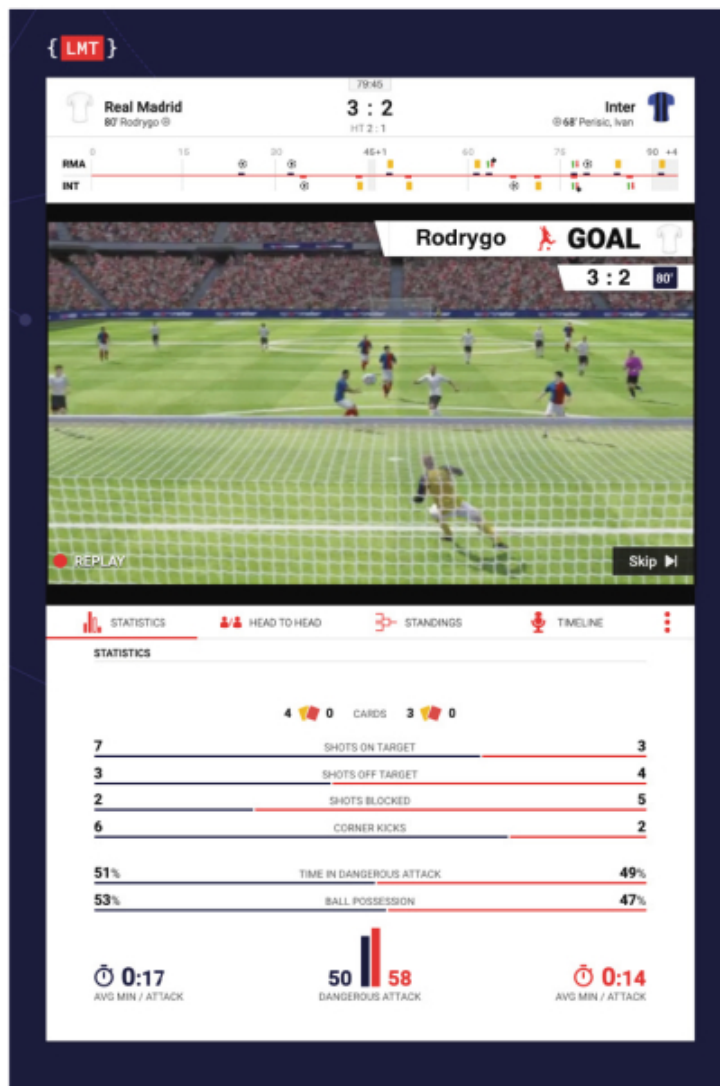 { LMT }
79:45
Real Madrid 3 : 2 Inter
80' Rodrygo 68' Perisic, Ivan
HT 2 : 1
0 15 30 45+1 60 75 90 +4
RMA
INT
Rodrygo GOAL
3 : 2 80'
REPLAY Skip
STATISTICS HEAD TO HEAD STANDINGS TIMELINE
STATISTICS
4 0 CARDS 3 0
7 SHOTS ON TARGET 3
3 SHOTS OFF TARGET 4
2 SHOTS BLOCKED 5
6 CORNER KICKS 2
51% TIME IN DANGEROUS ATTACK 49%
53% BALL POSSESSION 47%
0:17 50 58 0:14
AVG MIN / ATTACK DANGEROUS ATTACK AVG MIN / ATTACK